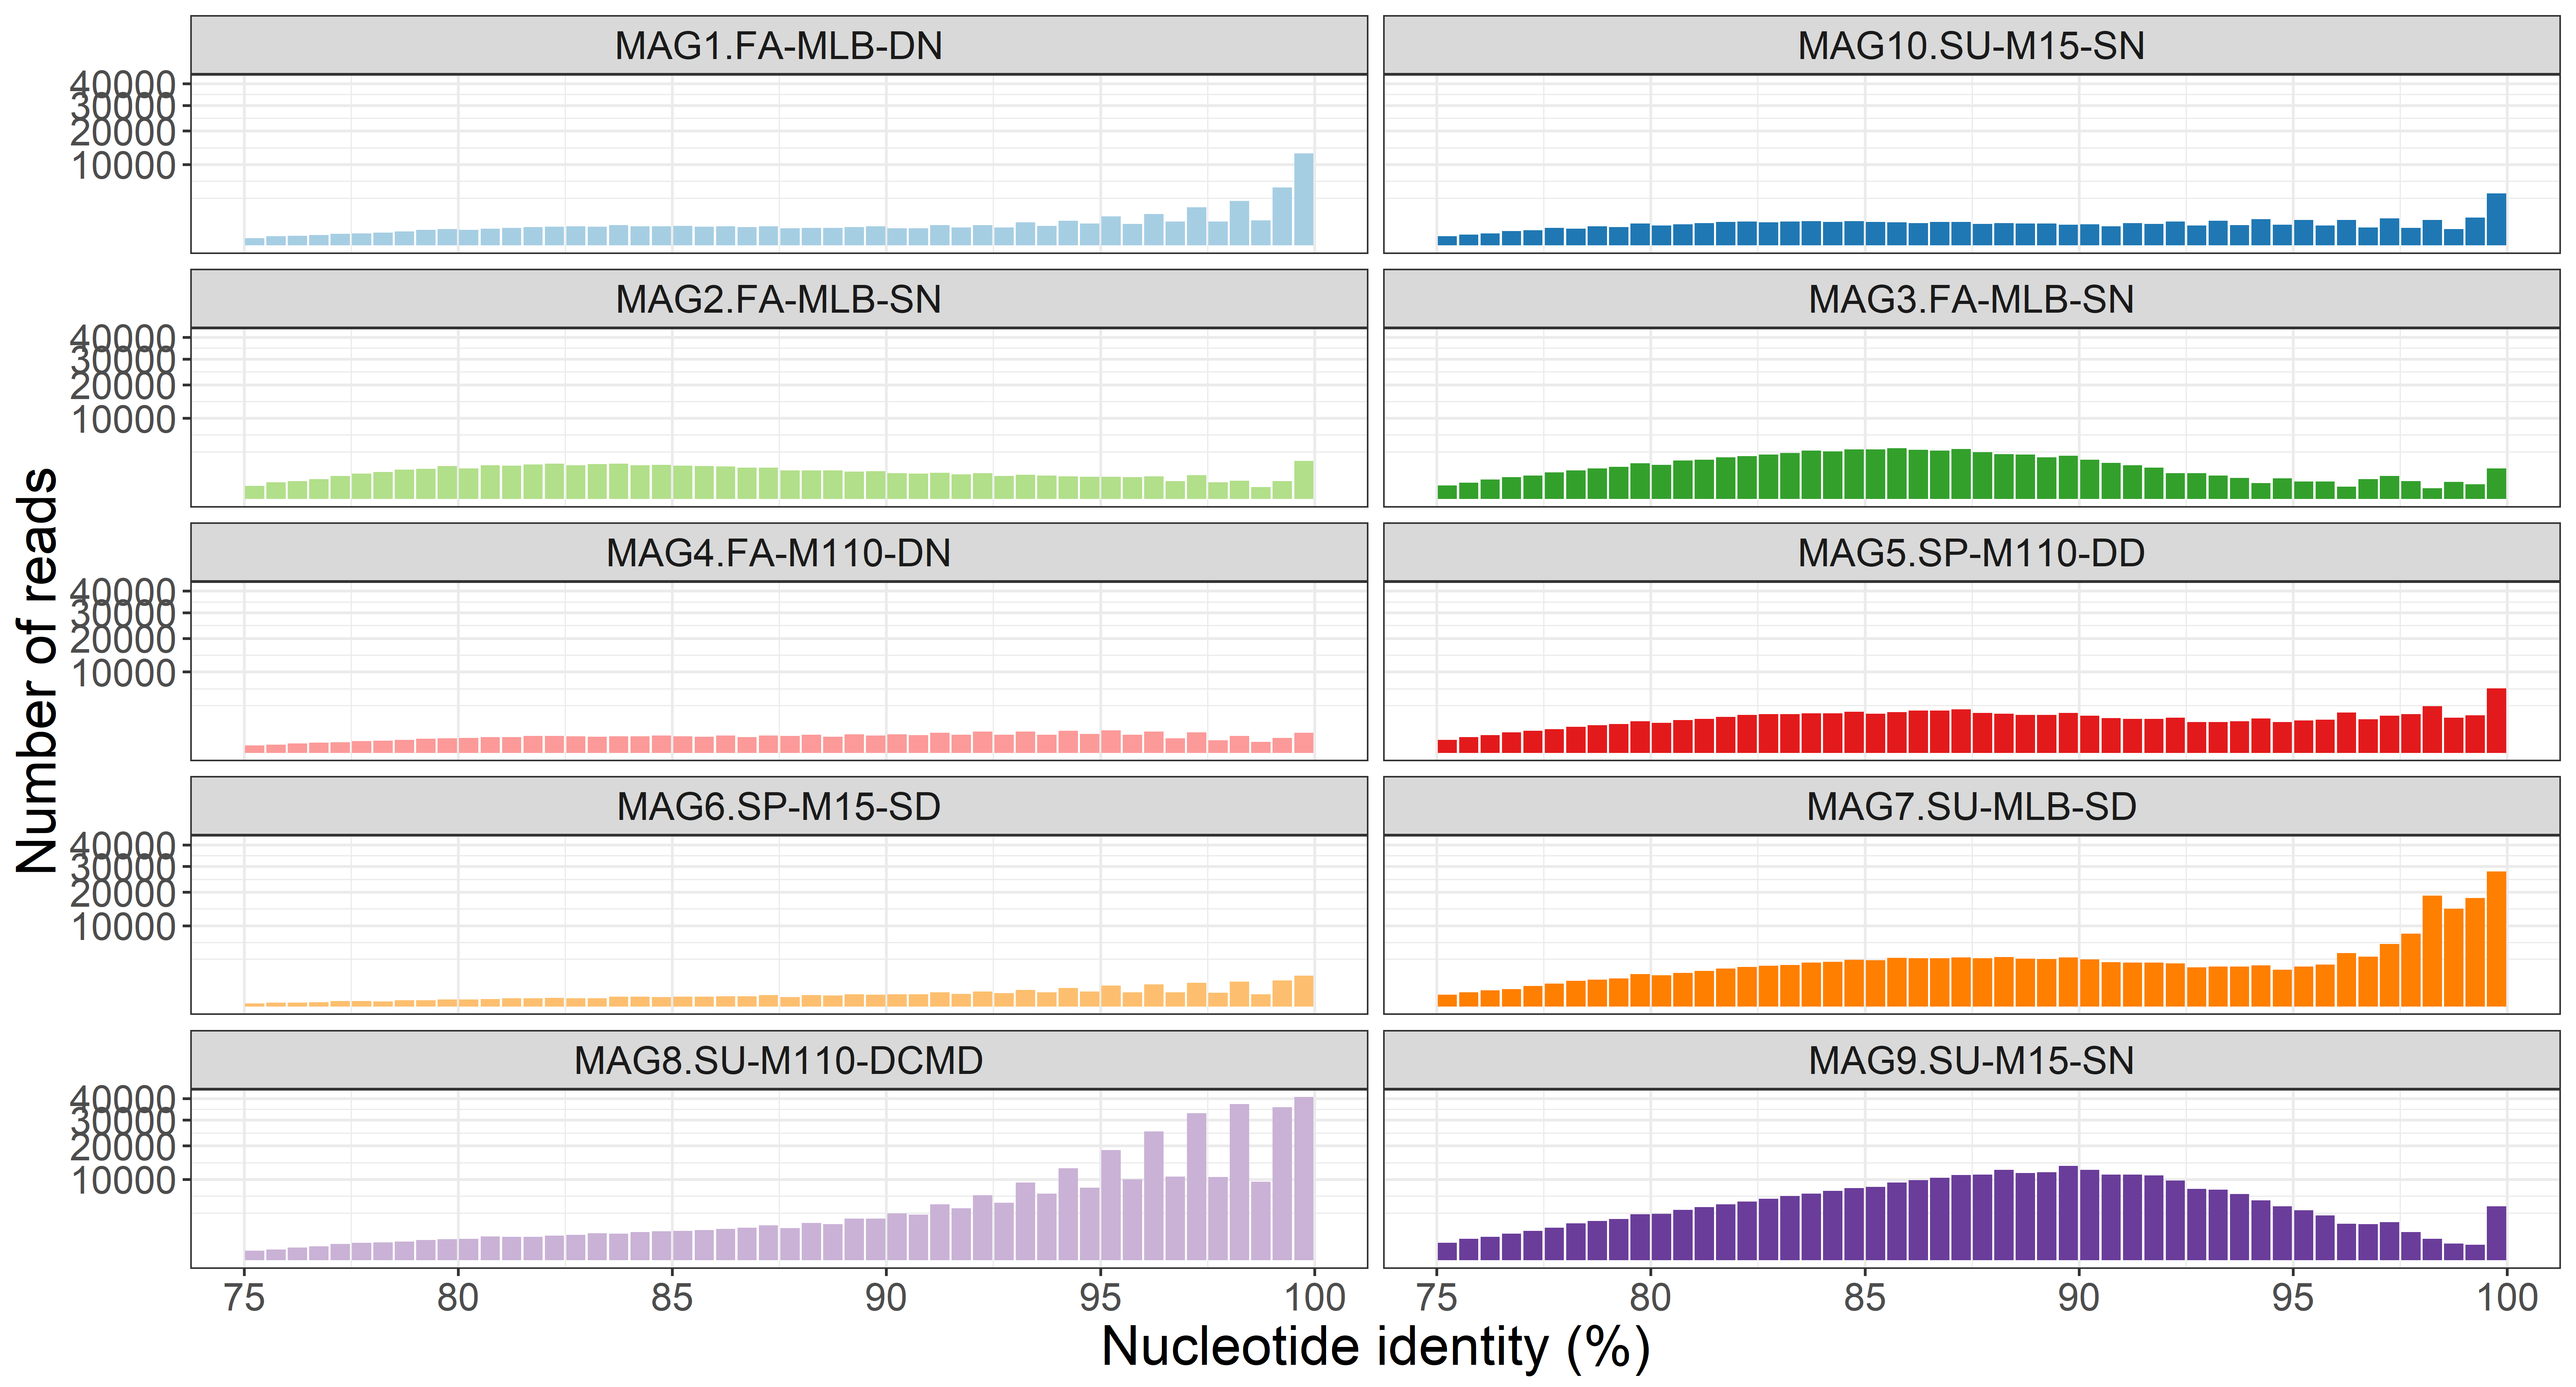 MAG1.FA-MLB-DN
MAG10.SU-M15-SN
40000
30000
20000
10000
MAG2.FA-MLB-SN
MAG3.FA-MLB-SN
40000
30000
20000
10000
MAG4.FA-M110-DN
MAG5.SP-M110-DD
40000
30000
20000
10000
MAG6.SP-M15-SD
MAG7.SU-MLB-SD
40000
30000
20000
10000
MAG8.SU-M110-DCMD
MAG9.SU-M15-SN
40000
30000
20000
10000
Number of reads
75 80 85 90 95 100
75 80 85 90 95 100
Nucleotide identity (%)